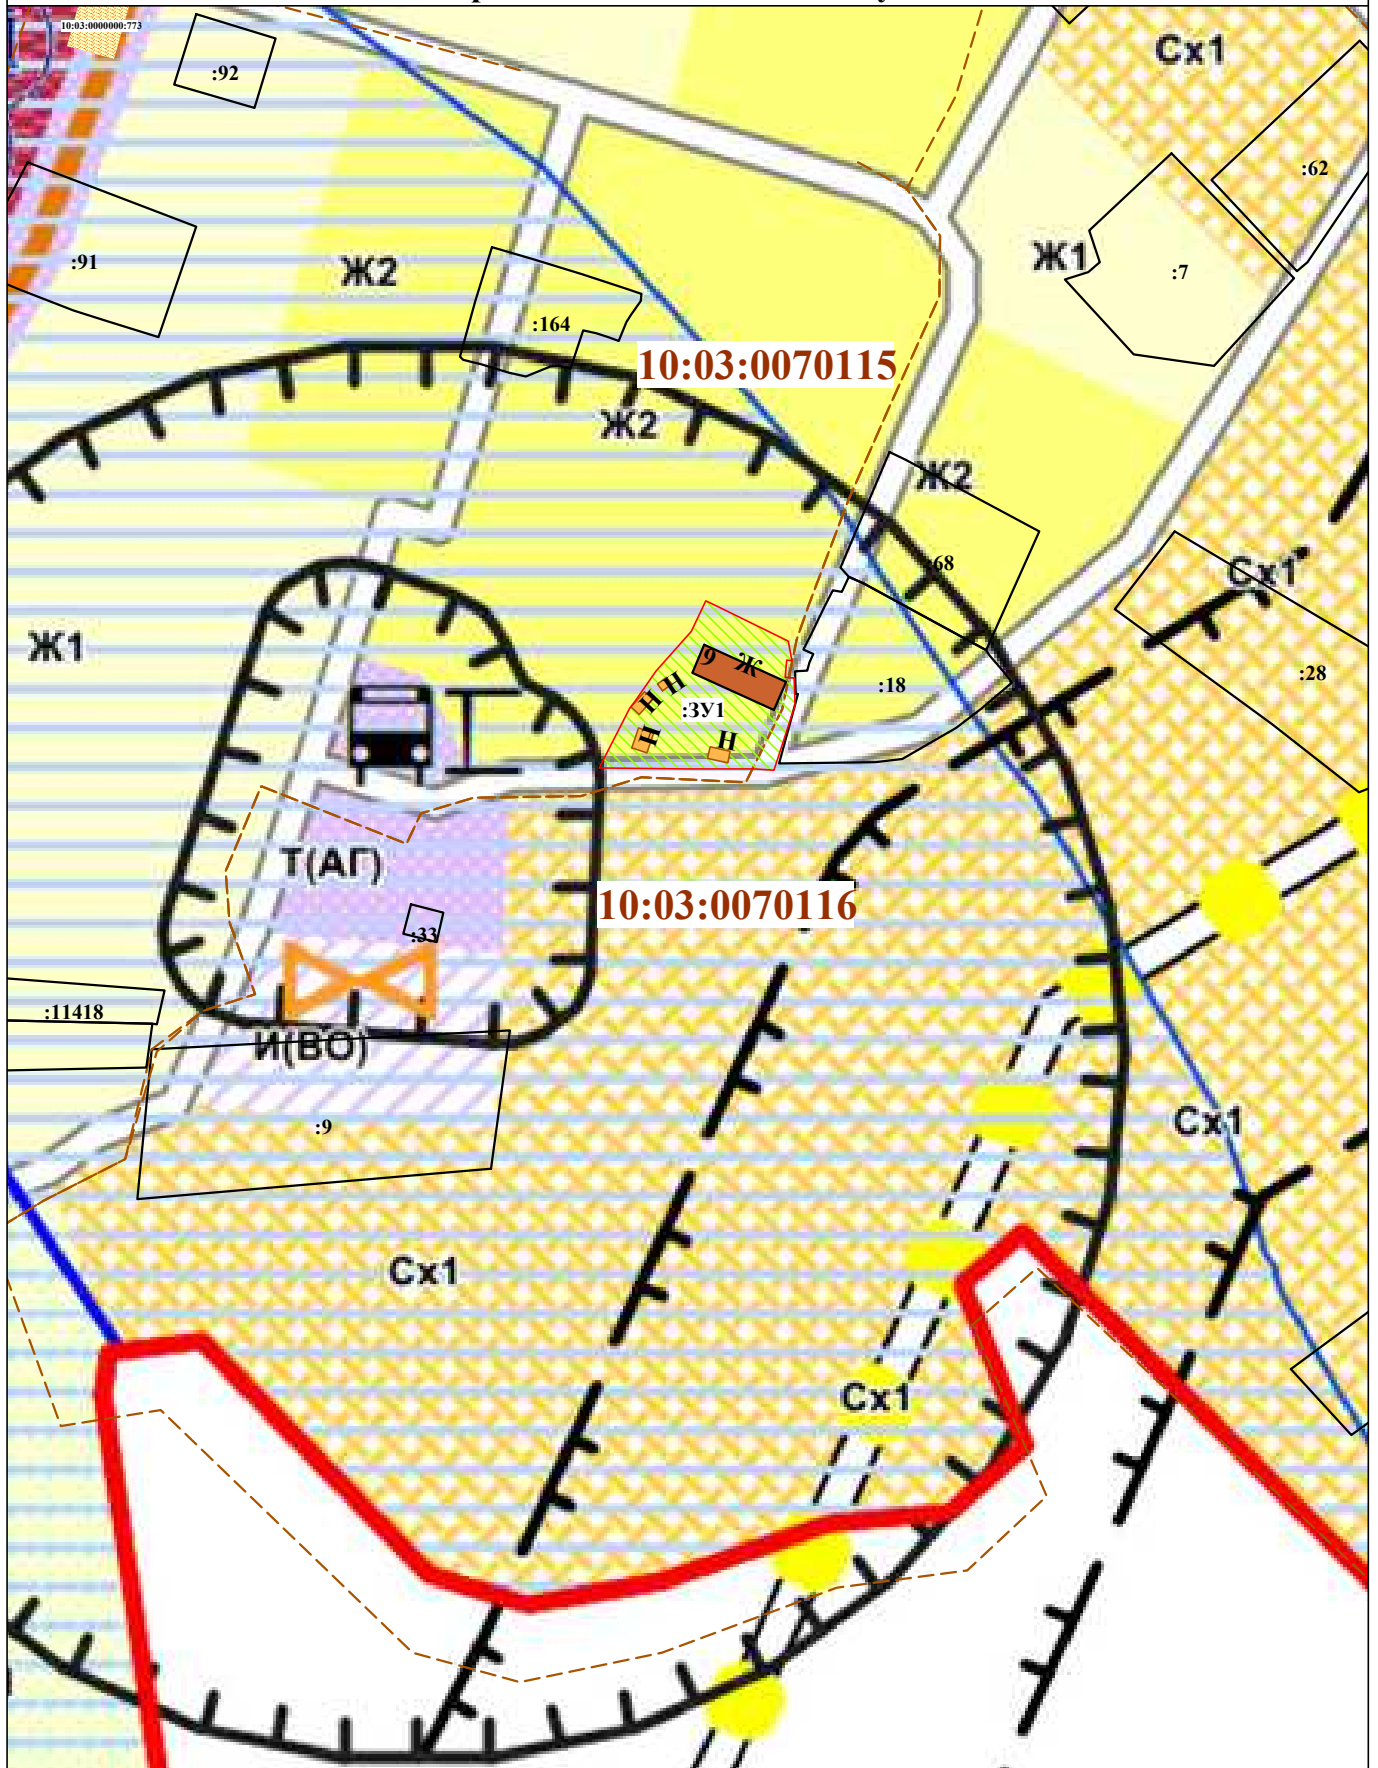 10:03:0000000:773
Сх1
:92
:62
Ж1
:7
:91
Ж2
:164
10:03:0070115
Ж2
Ж2
:68
Сх1
Ж1
:28
:18
9 Ж
Н
Н
:ЗУ1
Н
Н
Т(АГ)
10:03:0070116
:33
:11418
И(ВО)
:9
Сх1
Сх1
Сх1